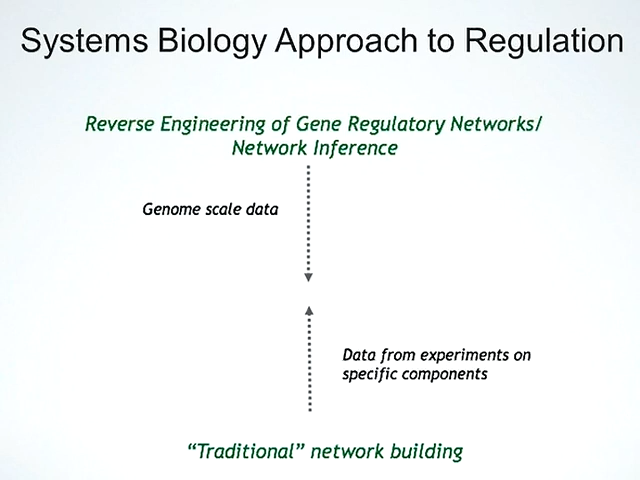 Systems Biology Approach to Regulation
Reverse Engineering of Gene Regulatory Networks/
Network Inference
Genome scale data
Data from experiments on
specific components
“Traditional” network building